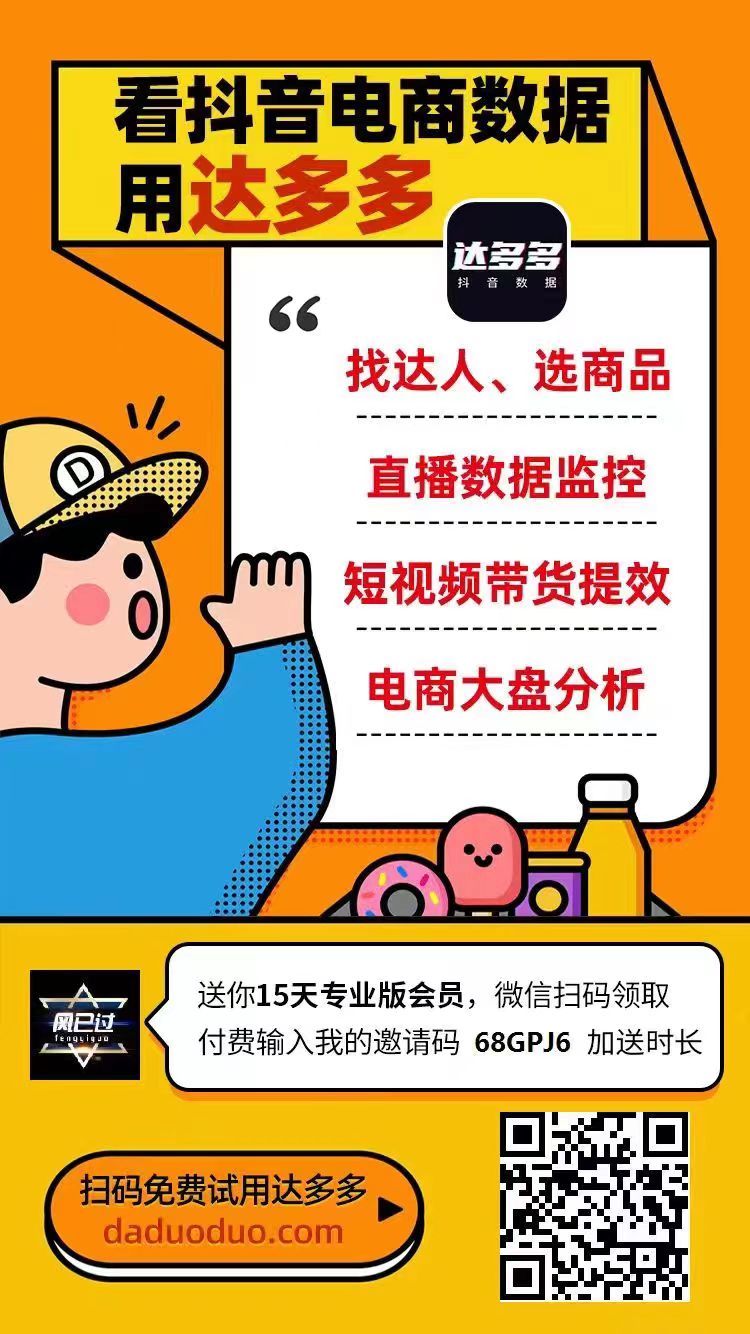 看抖音电商数据
用达多多
达多多
抖音数据
找达人、选商品
直播数据监控
短视频带货提效
电商大盘分析
D
送你15天专业版会员，微信扫码领取
付费输入我的邀请码 68GPJ6 加送时长
风已过
fengyiguo
扫码免费试用达多多
daduoduo.com